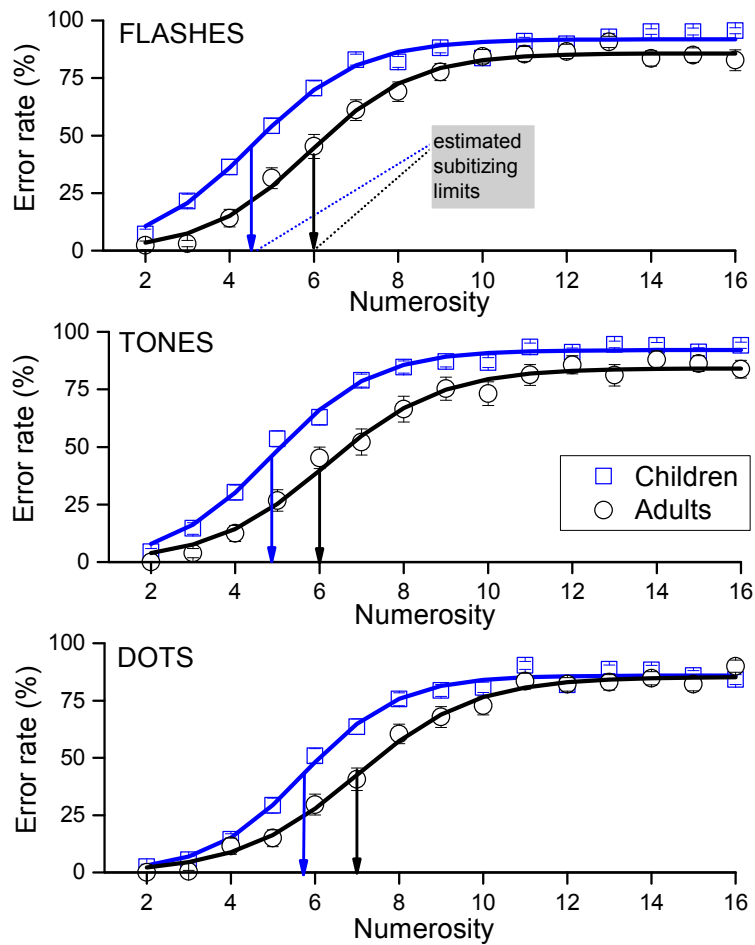 FLASHES
Error rate (%)
100
75
50
25
0
estimated
subitizing
limits
2 4 6 8 10 12 14 16
Numerosity
TONES
Error rate (%)
100
75
50
25
0
Children
Adults
2 4 6 8 10 12 14 16
Numerosity
DOTS
Error rate (%)
100
75
50
25
0
2 4 6 8 10 12 14 16
Numerosity